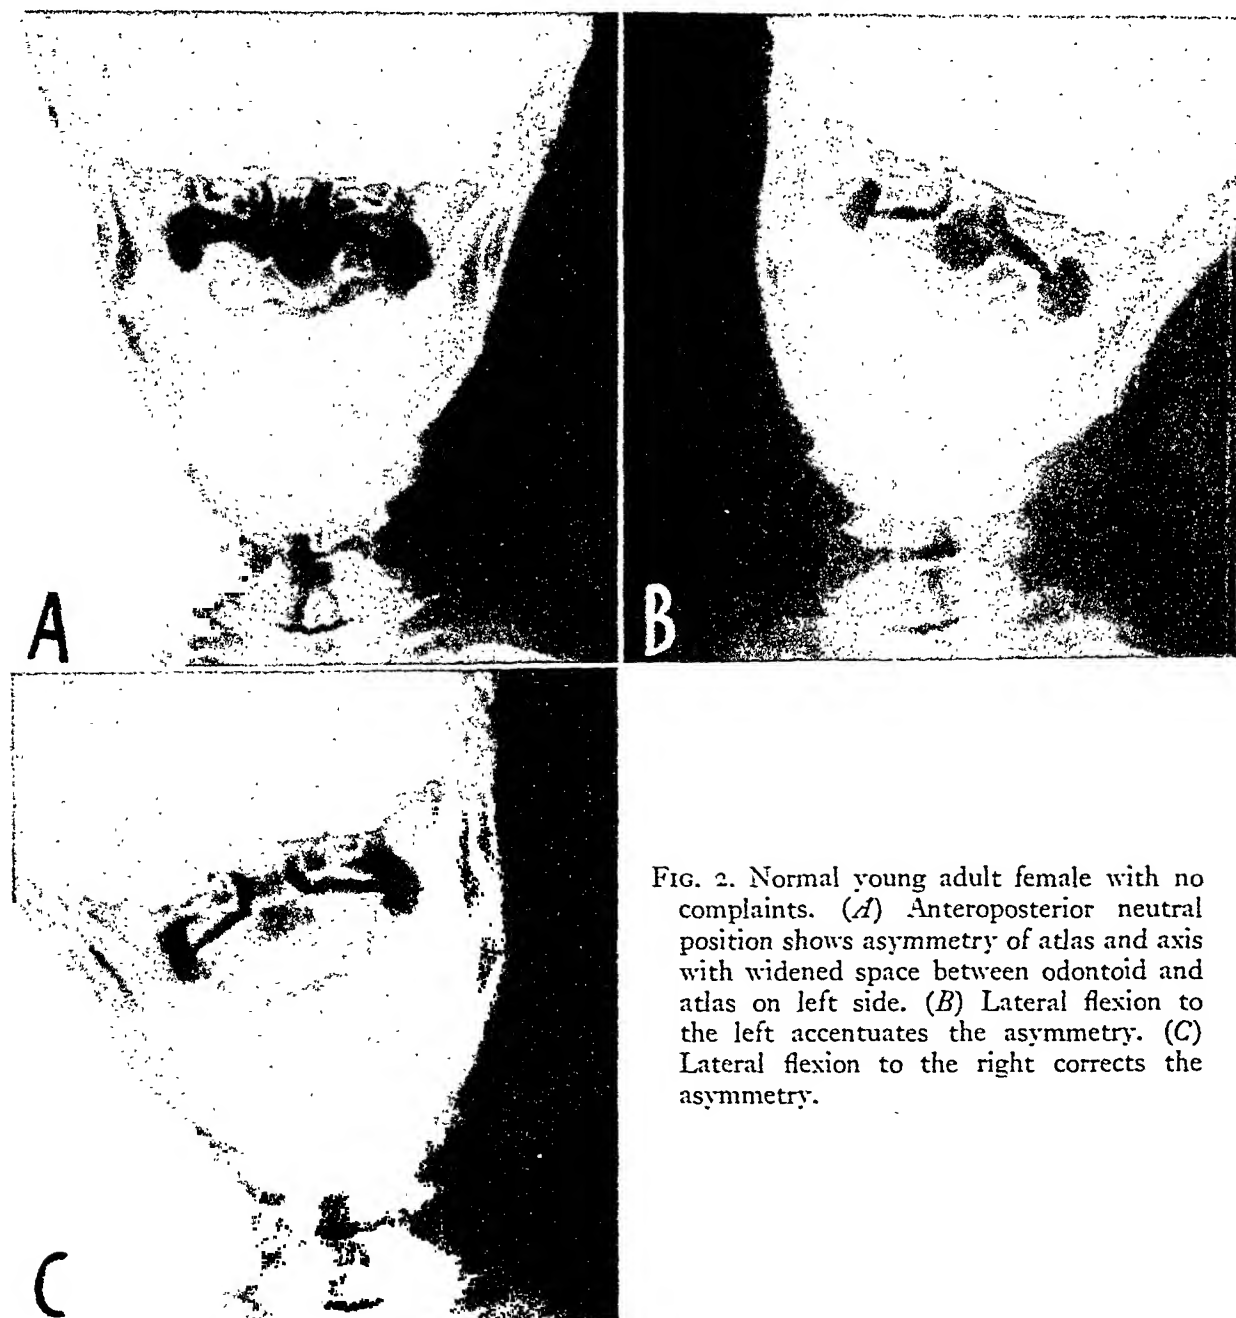 A
B
C
FIG. 2. Normal young adult female with no
complaints. (A) Anteroposterior neutral
position shows asymmetry of atlas and axis
with widened space between odontoid and
atlas on left side. (B) Lateral flexion to
the left accentuates the asymmetry. (C)
Lateral flexion to the right corrects the
asymmetry.